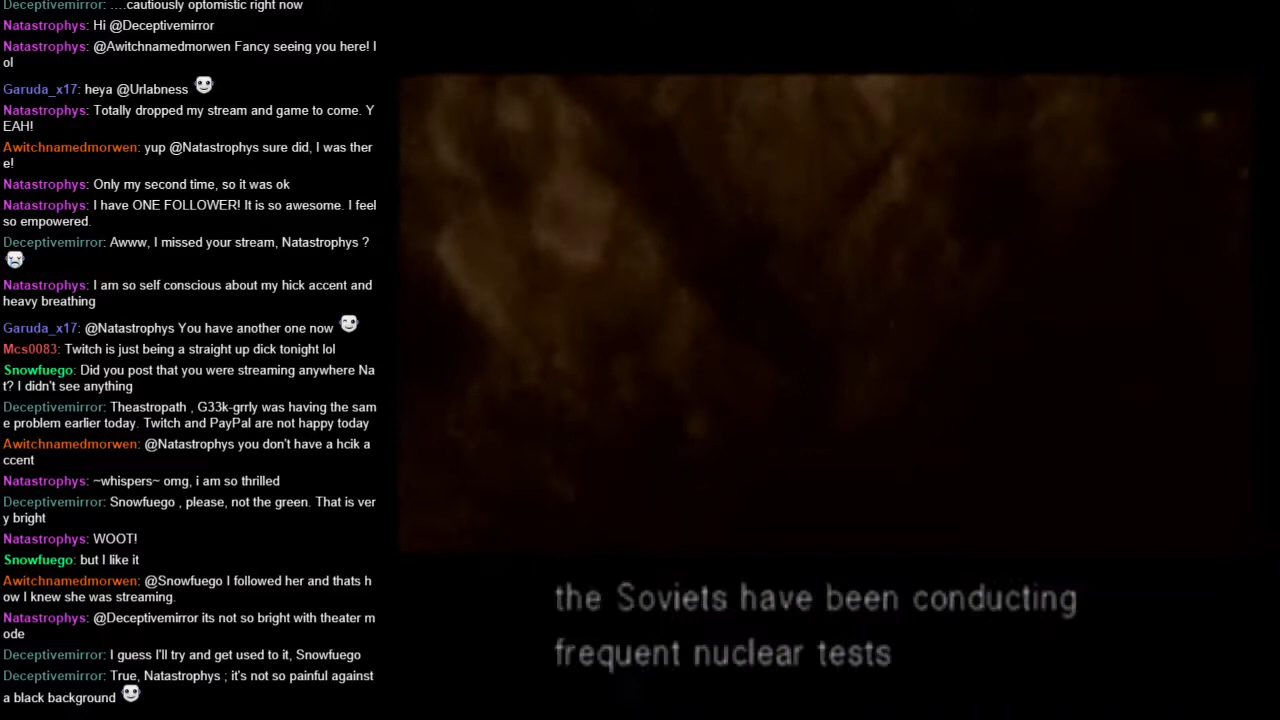 Deceptivemirror: ....cautiously optomistic right now
Natastrophys: Hi @Deceptivemirror
Natastrophys: @Awitchnamedmorwen Fancy seeing you here! l
ol
Garuda_x17: heya @Urlabness
Natastrophys: Totally dropped my stream and game to come. Y
EAH!
Awitchnamedmorwen: yup @Natastrophys sure did, I was ther
e!
Natastrophys: Only my second time, so it was ok
Natastrophys: I have ONE FOLLOWER! It is so awesome. I feel
so empowered.
Deceptivemirror: Awww, I missed your stream, Natastrophys ?
Natastrophys: I am so self conscious about my hick accent and
heavy breathing
Garuda_x17: @Natastrophys You have another one now
Mcs0083: Twitch is just being a straight up dick tonight lol
Snowfuego: Did you post that you were streaming anywhere Na
t? I didn't see anything
Deceptivemirror: Theastropath , G33k-grrly was having the sam
e problem earlier today. Twitch and PayPal are not happy today
Awitchnamedmorwen: @Natastrophys you don't have a hcik a
ccent
Natastrophys: ~whispers~ omg, i am so thrilled
Deceptivemirror: Snowfuego , please, not the green. That is ver
y bright
Natastrophys: WOOT!
Snowfuego: but I like it
Awitchnamedmorwen: @Snowfuego I followed her and thats h
ow I knew she was streaming.
Natastrophys: @Deceptivemirror its not so bright with theater m
ode
Deceptivemirror: I guess I'll try and get used to it, Snowfuego
Deceptivemirror: True, Natastrophys ; it's not so painful against
a black background
the Soviets have been conducting
frequent nuclear tests